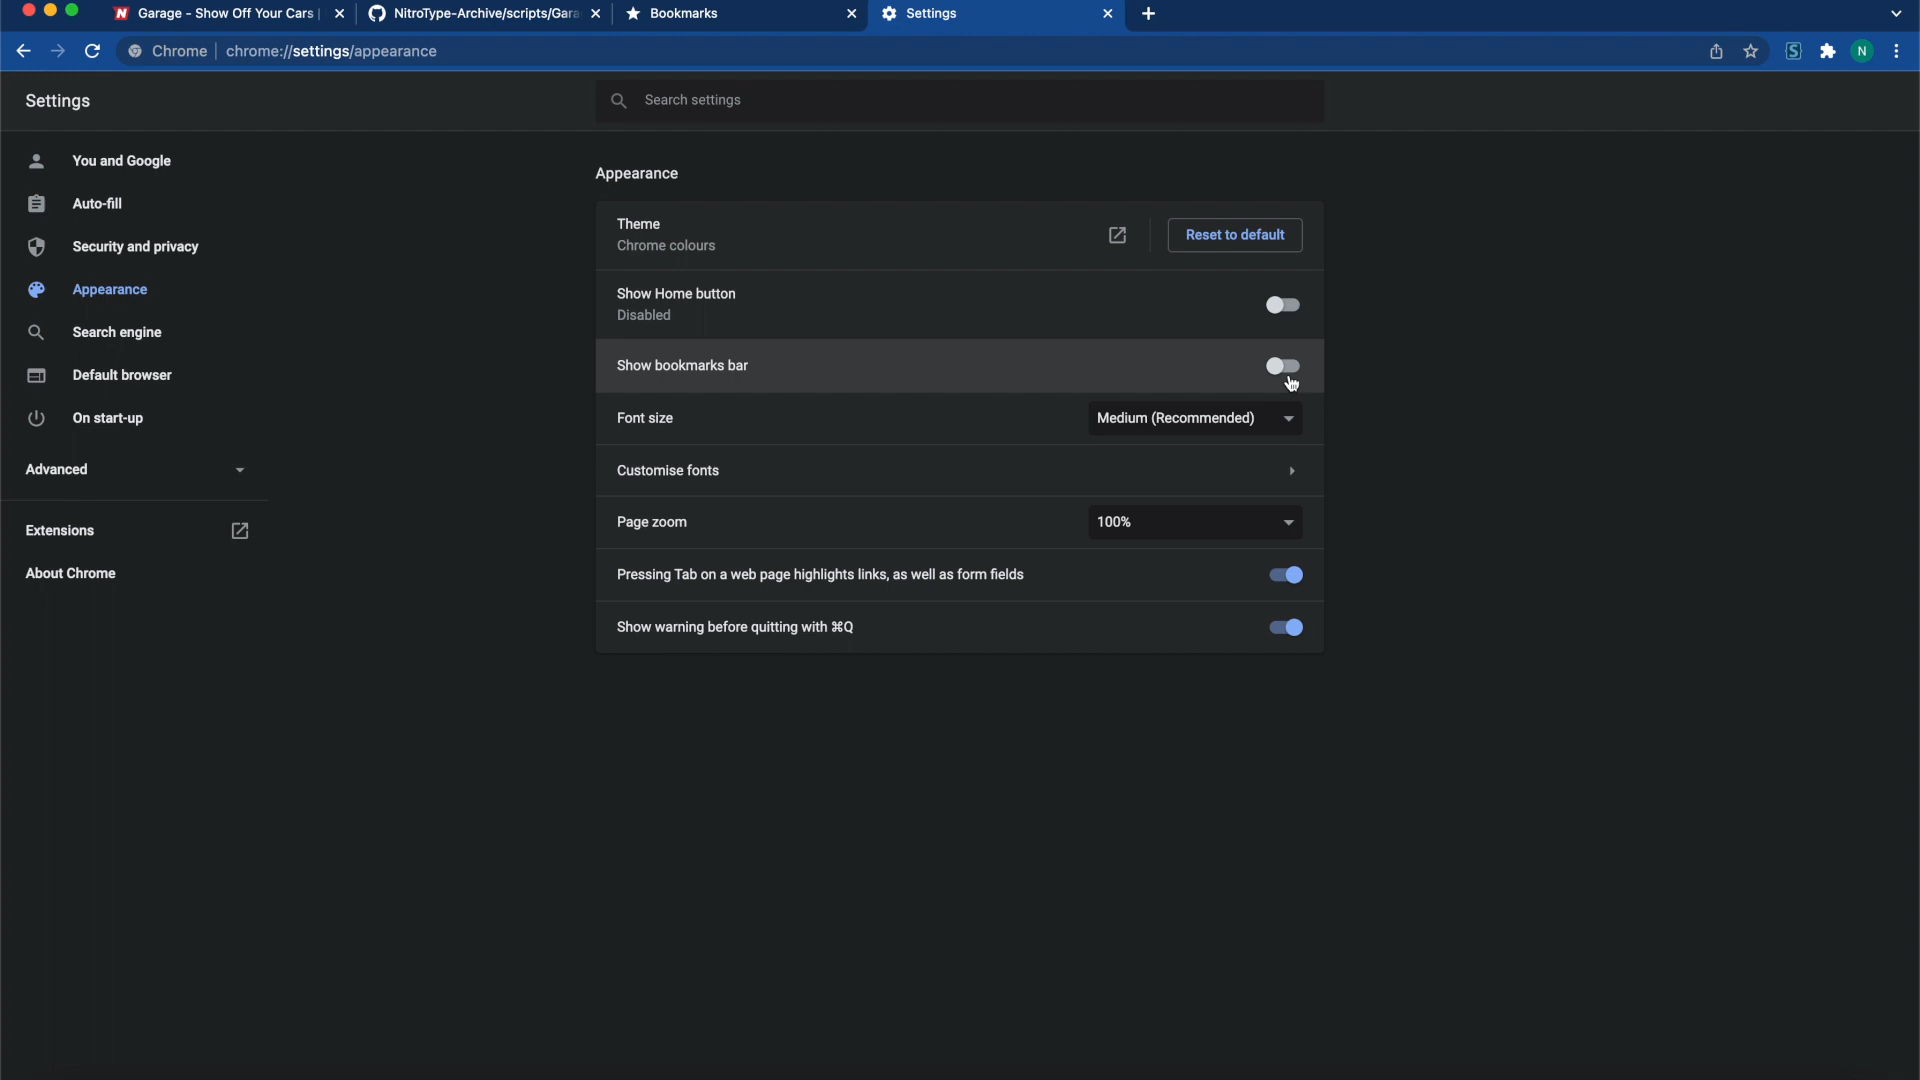 Garage - Show Off Your Cars
NitroType-Archive/scripts/Gara
Bookmarks
Settings
Chrome
chrome://settings/appearance
N
Settings
Search settings
You and Google
Auto-fill
Security and privacy
Appearance
Search engine
Default browser
On start-up
Advanced
Extensions
About Chrome
Appearance
Theme
Chrome colours
Reset to default
Show Home button
Disabled
Show bookmarks bar
Font size
Medium (Recommended)
Customise fonts
Page zoom
100%
Pressing Tab on a web page highlights links, as well as form fields
Show warning before quitting with ⌘Q